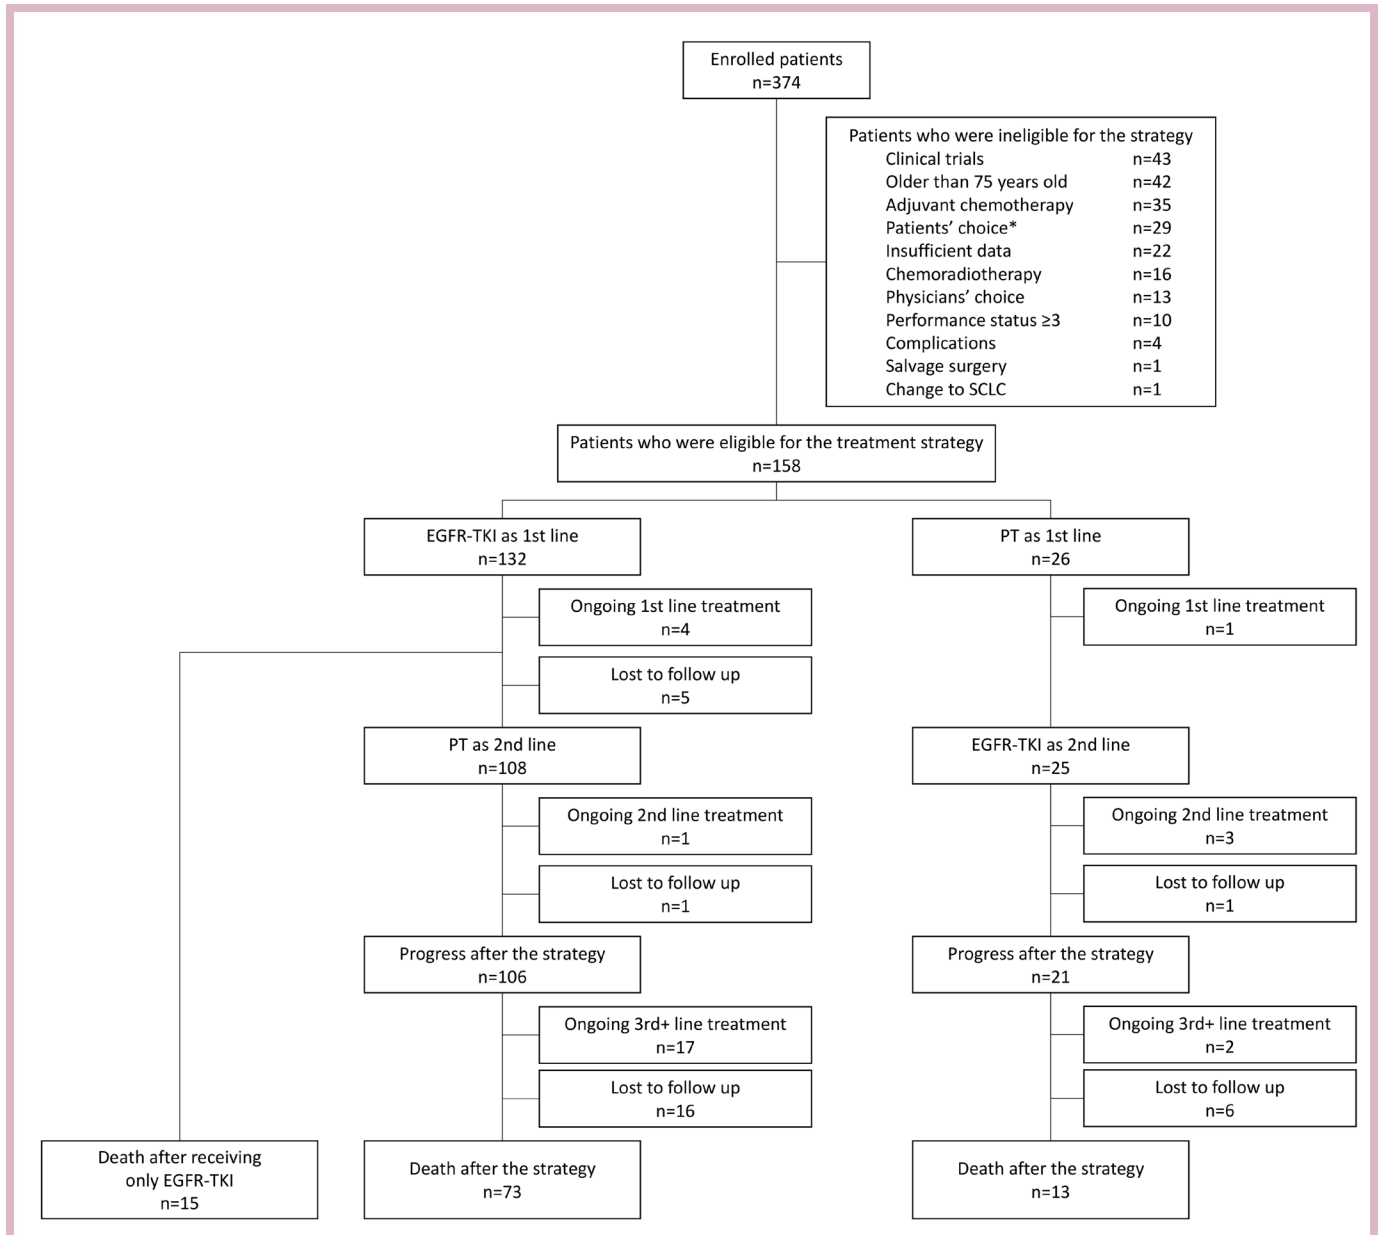 Enrolled patients
n=374
Patients who were ineligible for the strategy
Clinical trials n=43
Older than 75 years old n=42
Adjuvant chemotherapy n=35
Patients’ choice* n=29
Insufficient data n=22
Chemoradiotherapy n=16
Physicians’ choice n=13
Performance status ≥3 n=10
Complications n=4
Salvage surgery n=1
Change to SCLC n=1
Patients who were eligible for the treatment strategy
n=158
EGFR-TKI as 1st line
n=132
PT as 1st line
n=26
Ongoing 1st line treatment
n=4
Ongoing 1st line treatment
n=1
Lost to follow up
n=5
PT as 2nd line
n=108
EGFR-TKI as 2nd line
n=25
Ongoing 2nd line treatment
n=1
Ongoing 2nd line treatment
n=3
Lost to follow up
n=1
Lost to follow up
n=1
Progress after the strategy
n=106
Progress after the strategy
n=21
Ongoing 3rd+ line treatment
n=17
Ongoing 3rd+ line treatment
n=2
Lost to follow up
n=16
Lost to follow up
n=6
Death after receiving
only EGFR-TKI
n=15
Death after the strategy
n=73
Death after the strategy
n=13